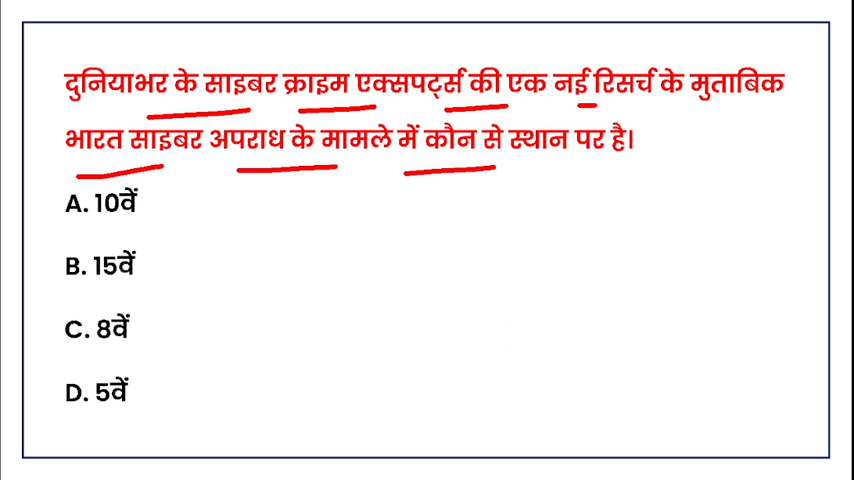 दुनियाभर के साइबर क्राइम एक्सपर्ट्स की एक नई रिसर्च के मुताबिक
भारत साइबर अपराध के मामले में कौन से स्थान पर है।
A. 10वें
B. 15वें
C. 8वें
D. 5वें